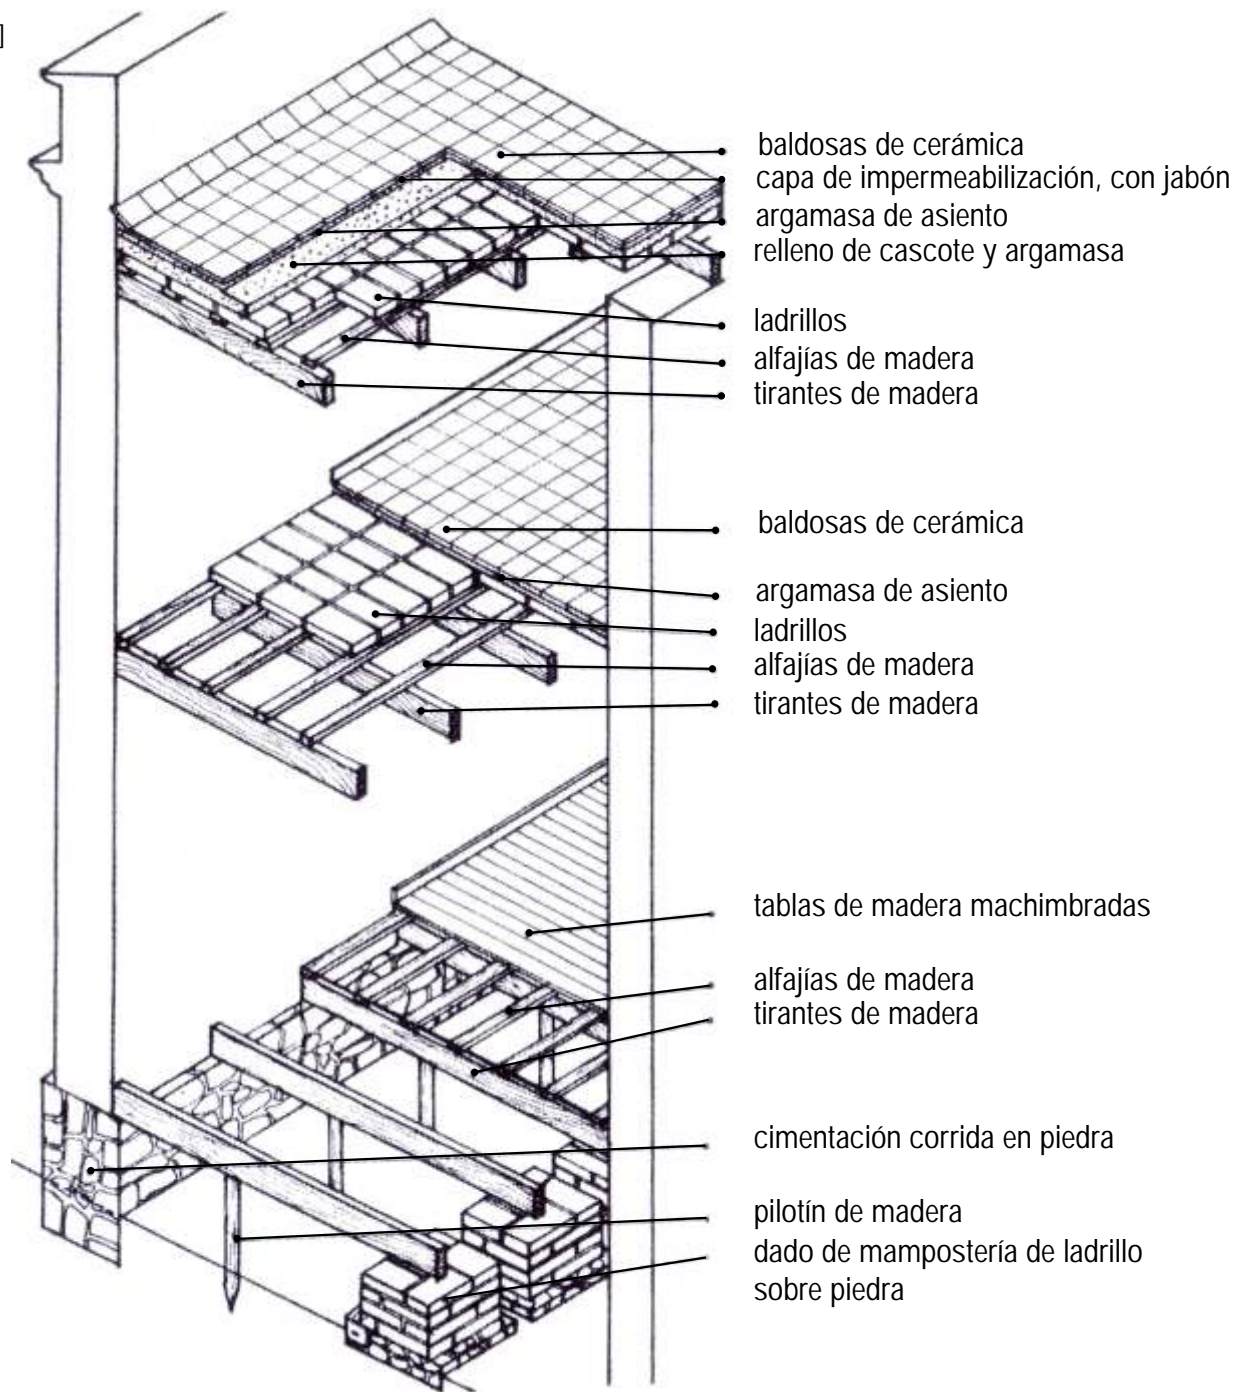 ]
baldosas de cerámica
capa de impermeabilización, con jabón
argamasa de asiento
relleno de cascote y argamasa
ladrillos
alfajías de madera
tirantes de madera
baldosas de cerámica
argamasa de asiento
ladrillos
alfajías de madera
tirantes de madera
tablas de madera machimbradas
alfajías de madera
tirantes de madera
cimentación corrida en piedra
pilotín de madera
dado de mampostería de ladrillo
sobre piedra